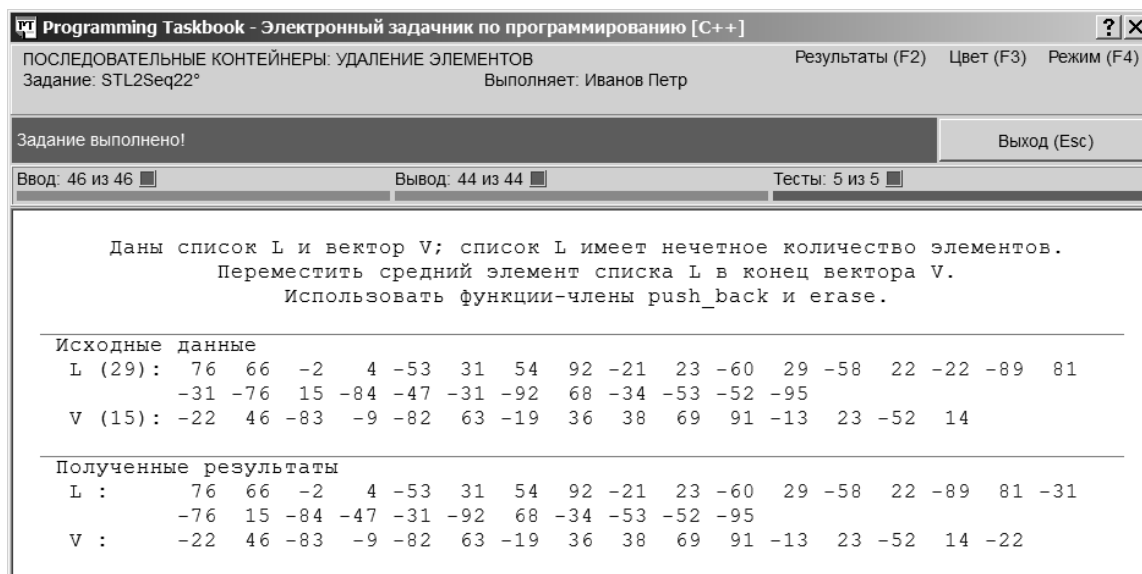 Programming Taskbook - Электронный задачник по программированию [C++]
ПОСЛЕДОВАТЕЛЬНЫЕ КОНТЕЙНЕРЫ: УДАЛЕНИЕ ЭЛЕМЕНТОВ Результаты (F2) Цвет (F3) Режим (F4)
Задание: STL2Seq22° Выполняет: Иванов Петр
Задание выполнено! Выход (Esc)
Ввод: 46 из 46 Вывод: 44 из 44 Тесты: 5 из 5
Даны список L и вектор V; список L имеет нечетное количество элементов.
Переместить средний элемент списка L в конец вектора V.
Использовать функции-члены push_back и erase.
Исходные данные
L (29): 76 66 -2 4 -53 31 54 92 -21 23 -60 29 -58 22 -22 -89 81
-31 -76 15 -84 -47 -31 -92 68 -34 -53 -52 -95
V (15): -22 46 -83 -9 -82 63 -19 36 38 69 91 -13 23 -52 14
Полученные результаты
L : 76 66 -2 4 -53 31 54 92 -21 23 -60 29 -58 22 -89 81 -31
-76 15 -84 -47 -31 -92 68 -34 -53 -52 -95
V : -22 46 -83 -9 -82 63 -19 36 38 69 91 -13 23 -52 14 -22